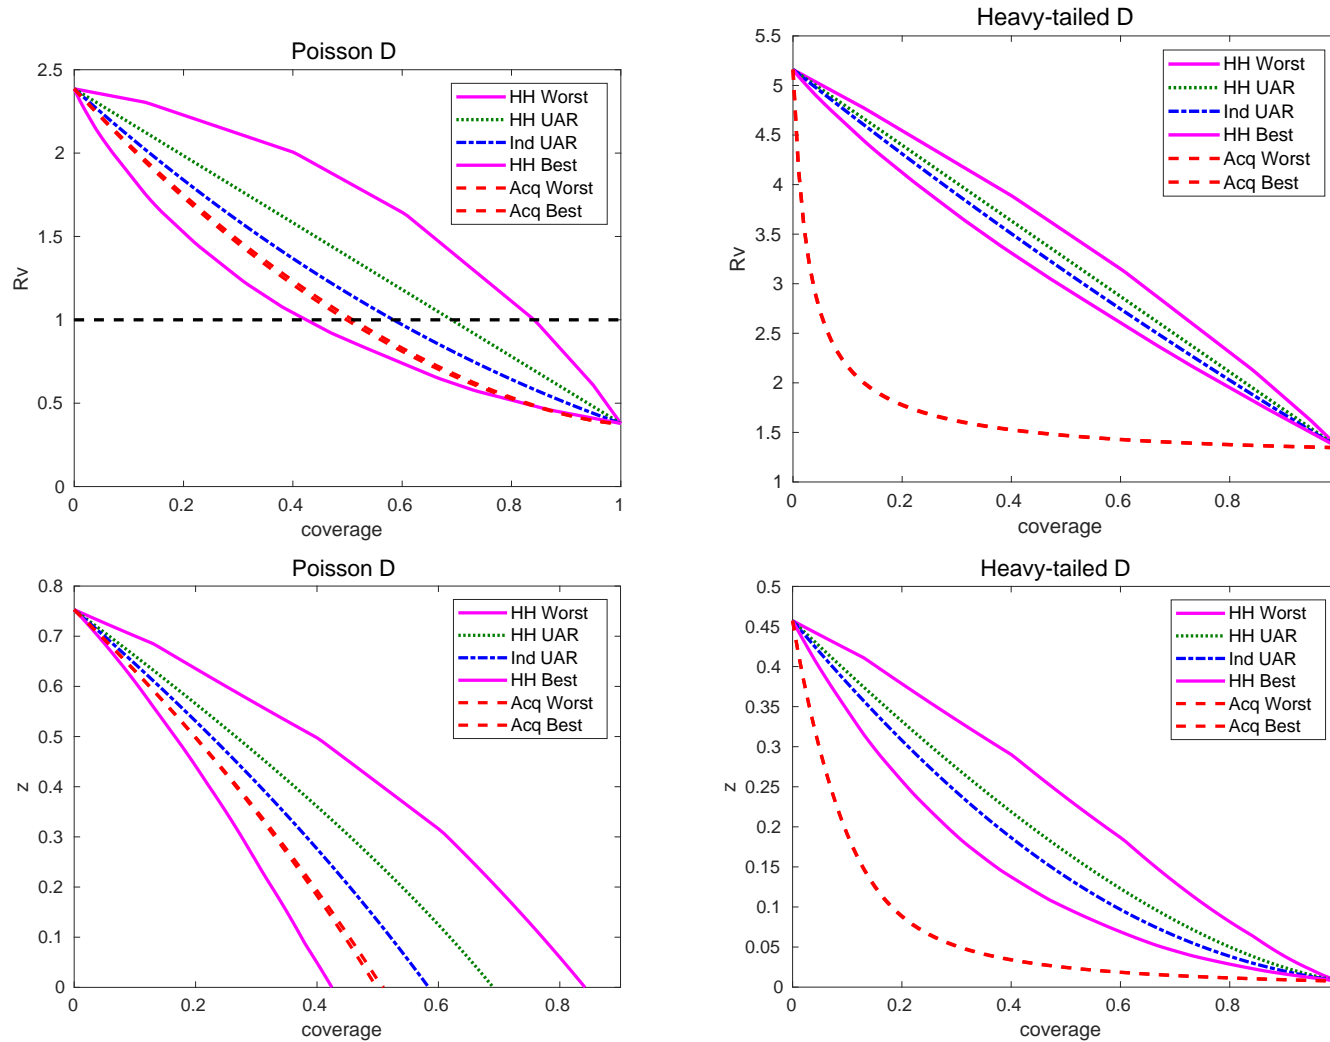 Poisson D
2.5
2
1.5
1
0.5
0
Rv
0
0.2
0.4
0.6
0.8
1
coverage
HH Worst
HH UAR
Ind UAR
HH Best
Acq Worst
Acq Best
Heavy-tailed D
5.5
5
4.5
4
3.5
3
2.5
2
1.5
1
Rv
0
0.2
0.4
0.6
0.8
coverage
HH Worst
HH UAR
Ind UAR
HH Best
Acq Worst
Acq Best
Poisson D
0.8
0.7
0.6
0.5
0.4
0.3
0.2
0.1
0
z
0
0.2
0.4
0.6
0.8
coverage
HH Worst
HH UAR
Ind UAR
HH Best
Acq Worst
Acq Best
Heavy-tailed D
0.5
0.45
0.4
0.35
0.3
0.25
0.2
0.15
0.1
0.05
0
z
0
0.2
0.4
0.6
0.8
coverage
HH Worst
HH UAR
Ind UAR
HH Best
Acq Worst
Acq Best